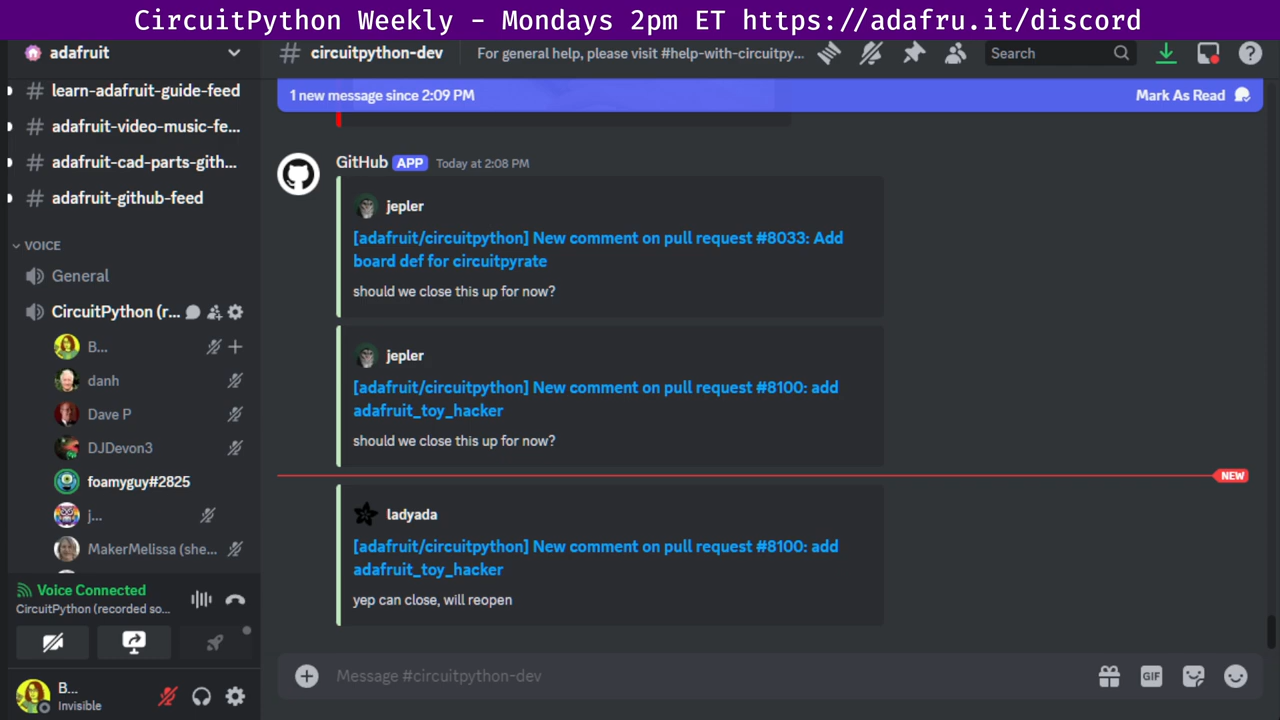 CircuitPython Weekly - Mondays 2pm ET https://adafru.it/discord
adafruit
# circuitpython-dev
For general help, please visit #help-with-circuitpy...
Search
# learn-adafruit-guide-feed
# adafruit-video-music-fe...
# adafruit-cad-parts-gith...
# adafruit-github-feed
VOICE
General
CircuitPython (r...
B...
danh
Dave P
DJDevon3
foamyguy#2825
j...
MakerMelissa (she...
Voice Connected
CircuitPython (recorded so...
B...
Invisible
1 new message since 2:09 PM
Mark As Read
GitHub APP Today at 2:08 PM
jepler
[adafruit/circuitpython] New comment on pull request #8033: Add
board def for circuitpyrate
should we close this up for now?
jepler
[adafruit/circuitpython] New comment on pull request #8100: add
adafruit_toy_hacker
should we close this up for now?
NEW
ladyada
[adafruit/circuitpython] New comment on pull request #8100: add
adafruit_toy_hacker
yep can close, will reopen
Message #circuitpython-dev
GIF